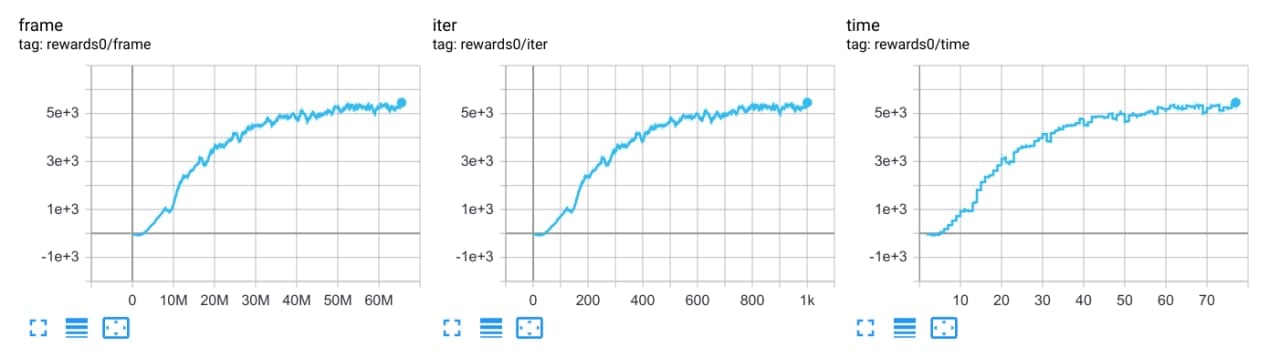 frame
tag: rewards0/frame
5e+3
3e+3
1e+3
-1e+3
0 10M 20M 30M 40M 50M 60M
iter
tag: rewards0/iter
5e+3
3e+3
1e+3
-1e+3
0 200 400 600 800 1k
time
tag: rewards0/time
5e+3
3e+3
1e+3
-1e+3
10 20 30 40 50 60 70